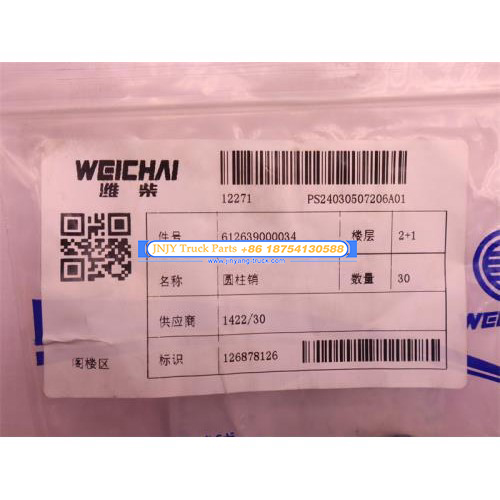 WEICHAI
潍柴
12271 PS24030507206A01
件号 612639000034 楼层 2+1
JNJY Truck Parts +86 18754130588
www.jinhyang-truck.com
名称 圆柱销 数量 30
供应商 1422/30
阁楼区 标识 126878126
WE